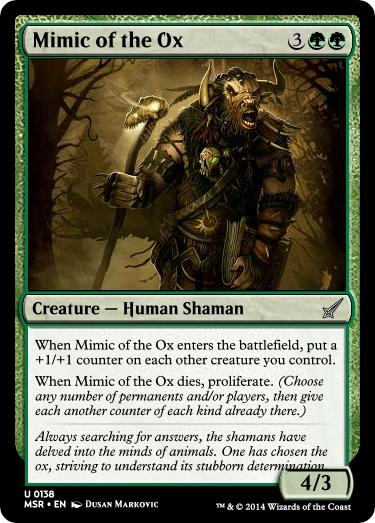 Mimic of the Ox 3
Creature — Human Shaman
When Mimic of the Ox enters the battlefield, put a
+1/+1 counter on each other creature you control.
When Mimic of the Ox dies, proliferate. (Choose
any number of permanents and/or players, then give
each another counter of each kind already there.)
Always searching for answers, the shamans have
delved into the minds of animals. One has chosen the
ox, striving to understand its stubborn determination.
4/3
U 0138
MSR • EN DUSAN MARKOVIC
™ & © 2014 Wizards of the Coast